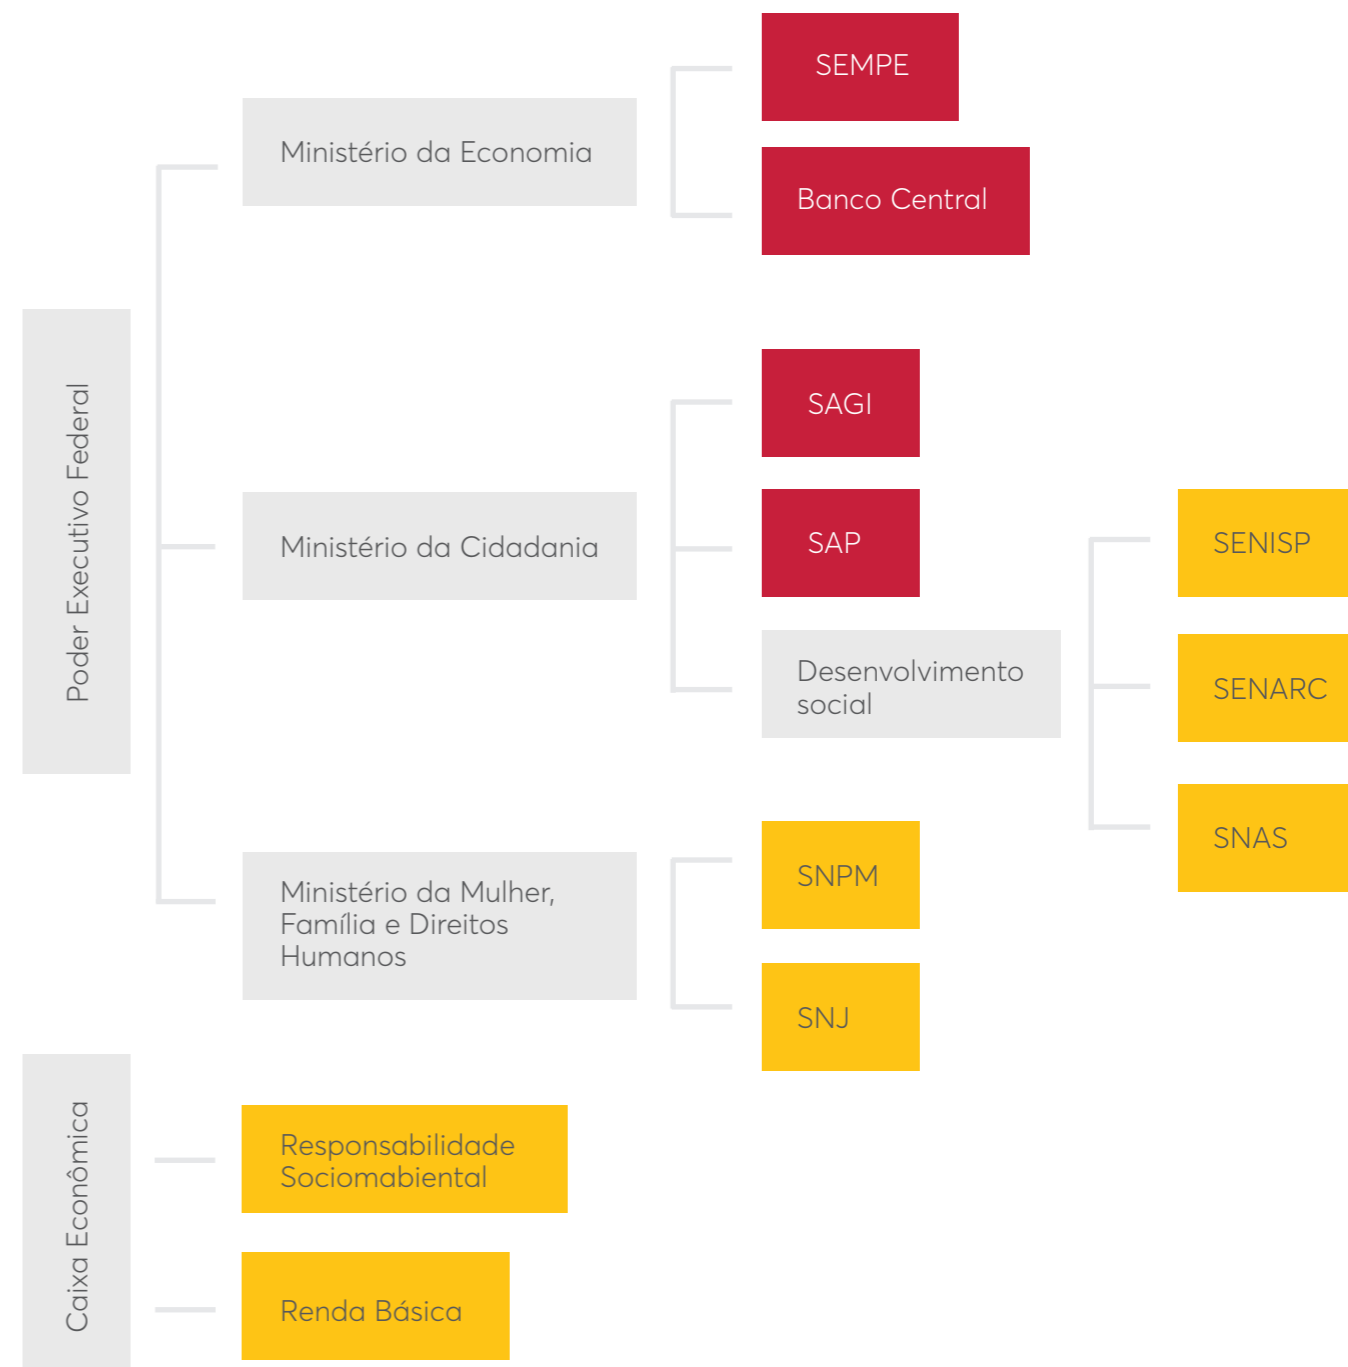 Poder Executivo Federal
Ministério da Economia
SEMPE
Banco Central
Ministério da Cidadania
SAGI
SAP
Desenvolvimento
social
SENISP
SENARC
SNAS
Ministério da Mulher,
Família e Direitos
Humanos
SNPM
SNJ
Caixa Econômica
Responsabilidade
Sociomabiental
Renda Básica